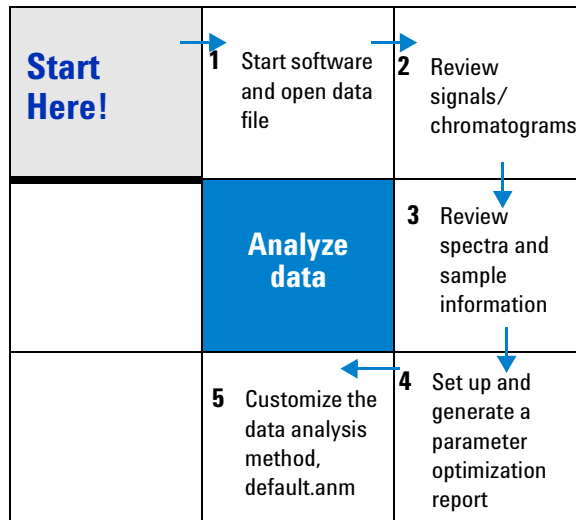 Start
Here!
1 Start software
and open data
file
2 Review
signals/
chromatograms
Analyze
data
3 Review
spectra and
sample
information
5 Customize the
data analysis
method,
default.anm
4 Set up and
generate a
parameter
optimization
report